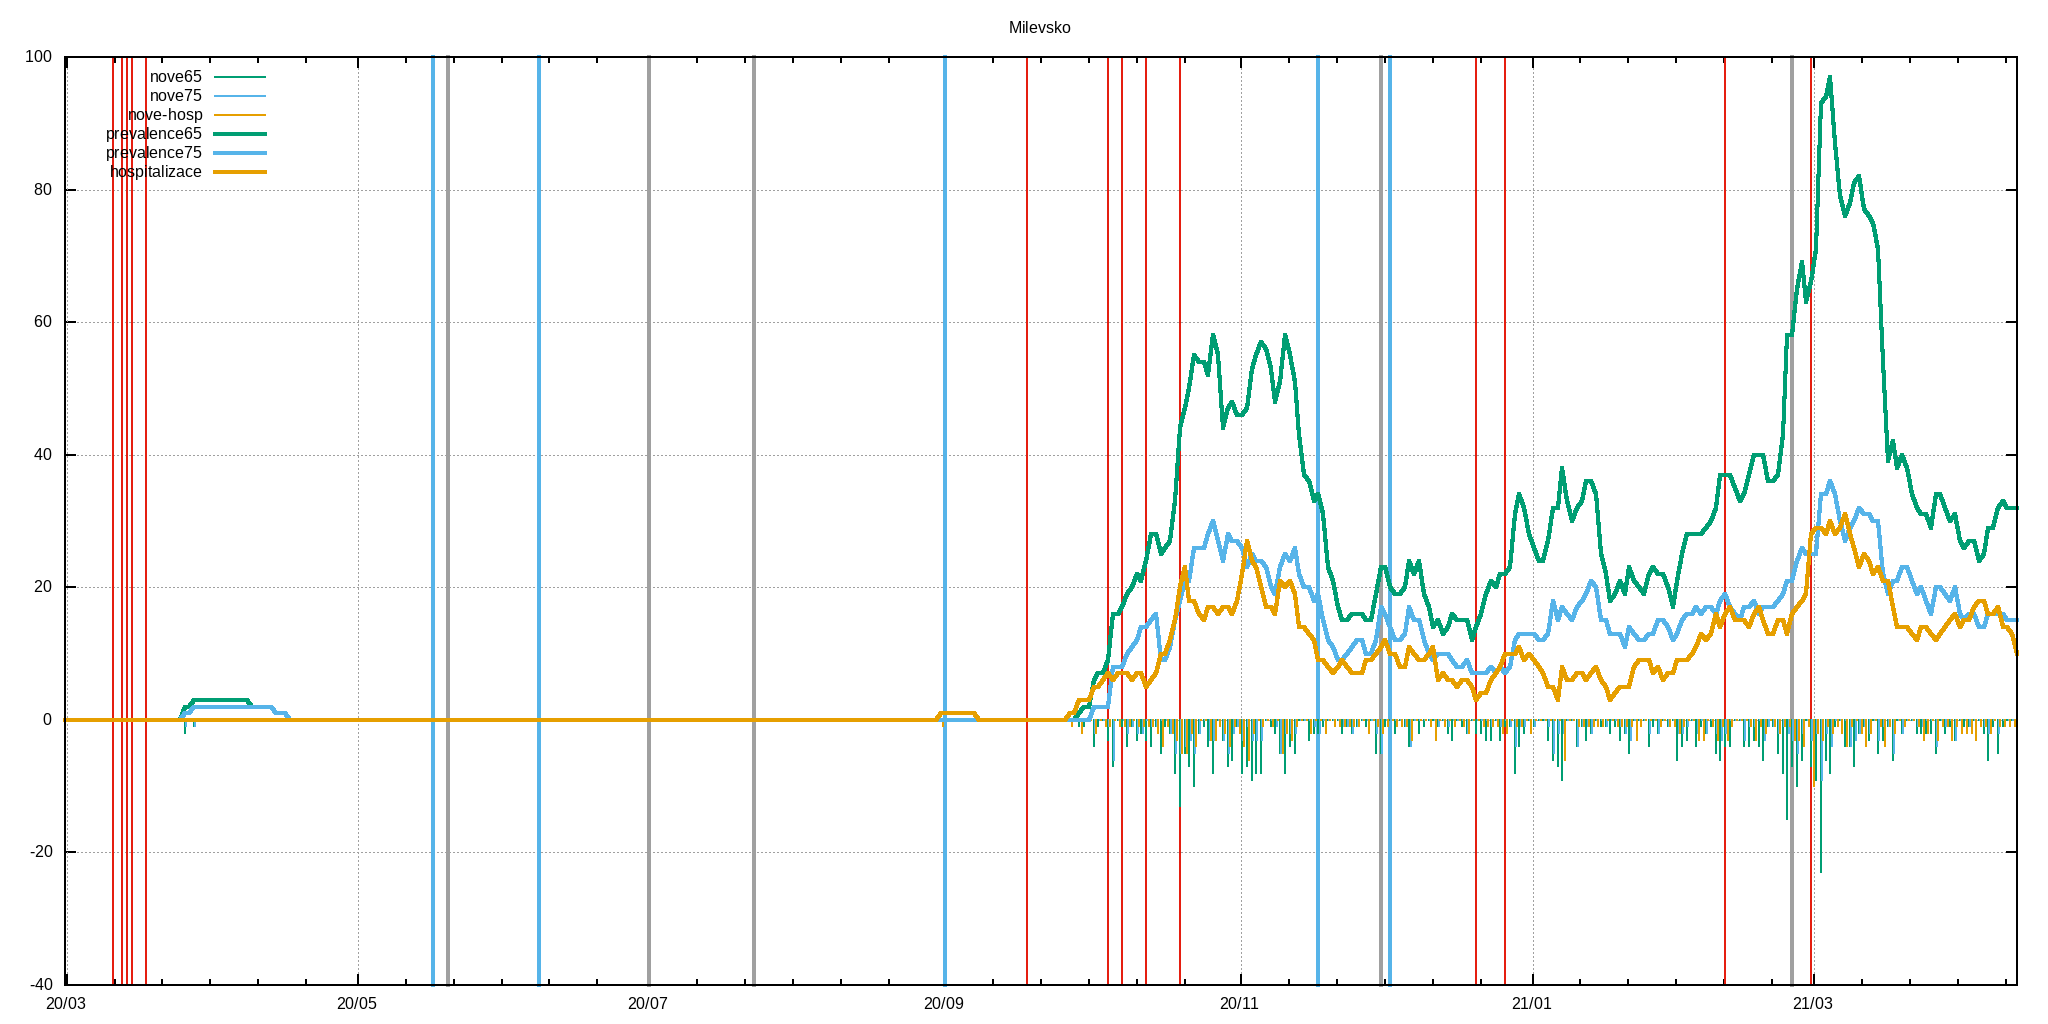 Milevsko
100
nove65
nove75
nove-hosp
prevalence65
prevalence75
hospitalizace
80
60
40
20
0
-20
-40
20/03 20/05 20/07 20/09 20/11 21/01 21/03